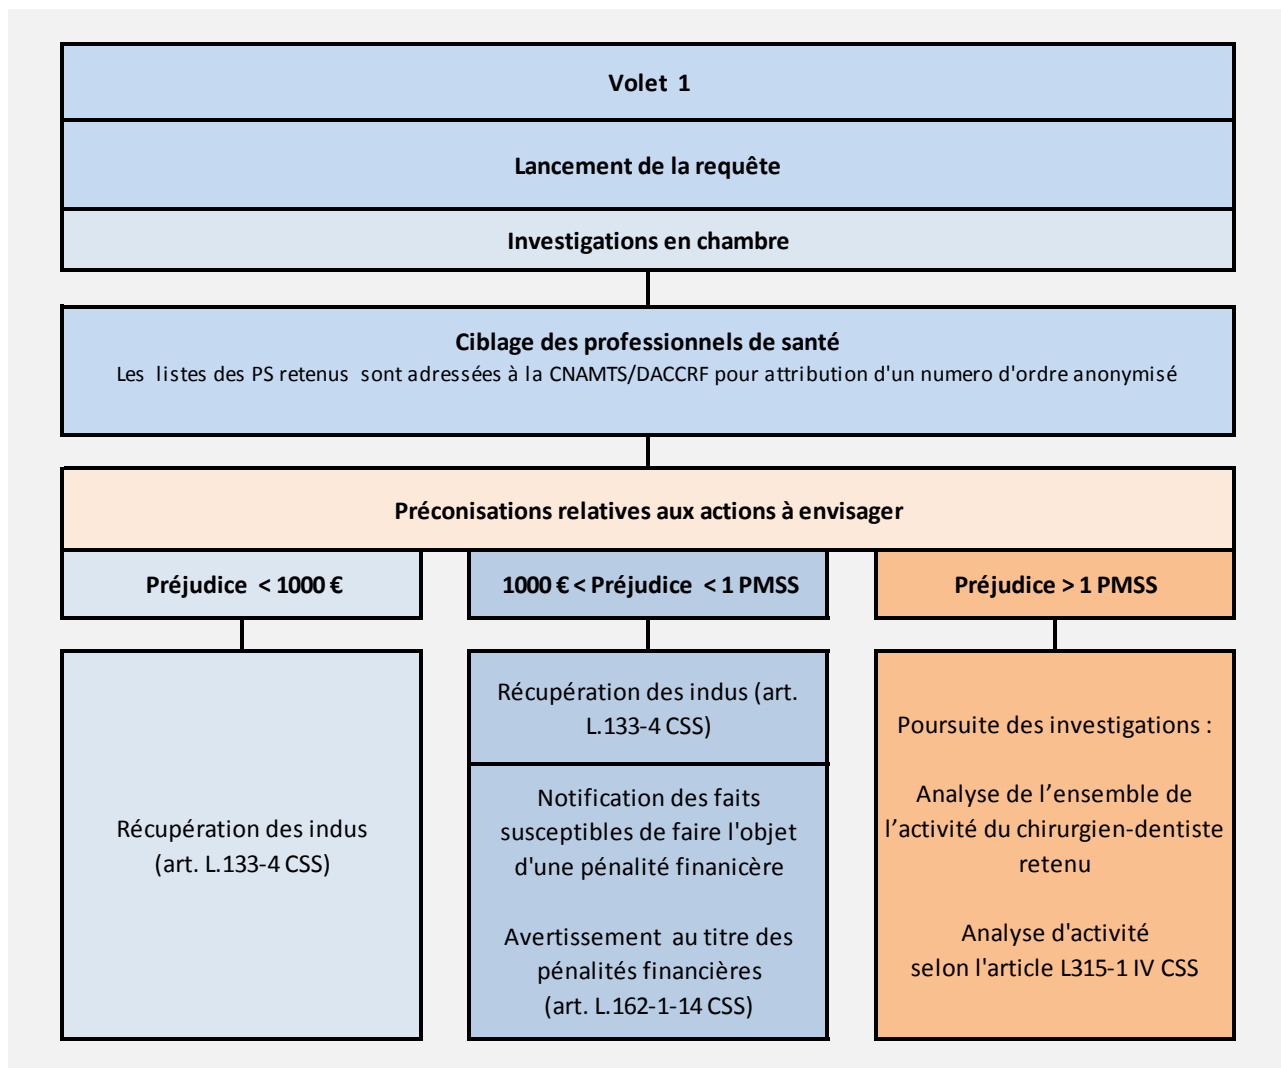 Volet 1
Lancement de la requête
Investigations en chambre
Ciblage des professionnels de santé
Les listes des PS retenus sont adressées à la CNAMTS/DACCRF pour attribution d'un numero d'ordre anonymisé
Préconisations relatives aux actions à envisager
Préjudice < 1000 €
1000 € < Préjudice < 1 PMSS
Préjudice > 1 PMSS
Récupération des indus
(art. L.133-4 CSS)
Récupération des indus (art.
L.133-4 CSS)
Notification des faits
susceptibles de faire l'objet
d'une pénalité finanicère
Avertissement au titre des
pénalités financières
(art. L.162-1-14 CSS)
Poursuite des investigations :
Analyse de l’ensemble de
l’activité du chirurgien-dentiste
retenu
Analyse d'activité
selon l'article L315-1 IV CSS